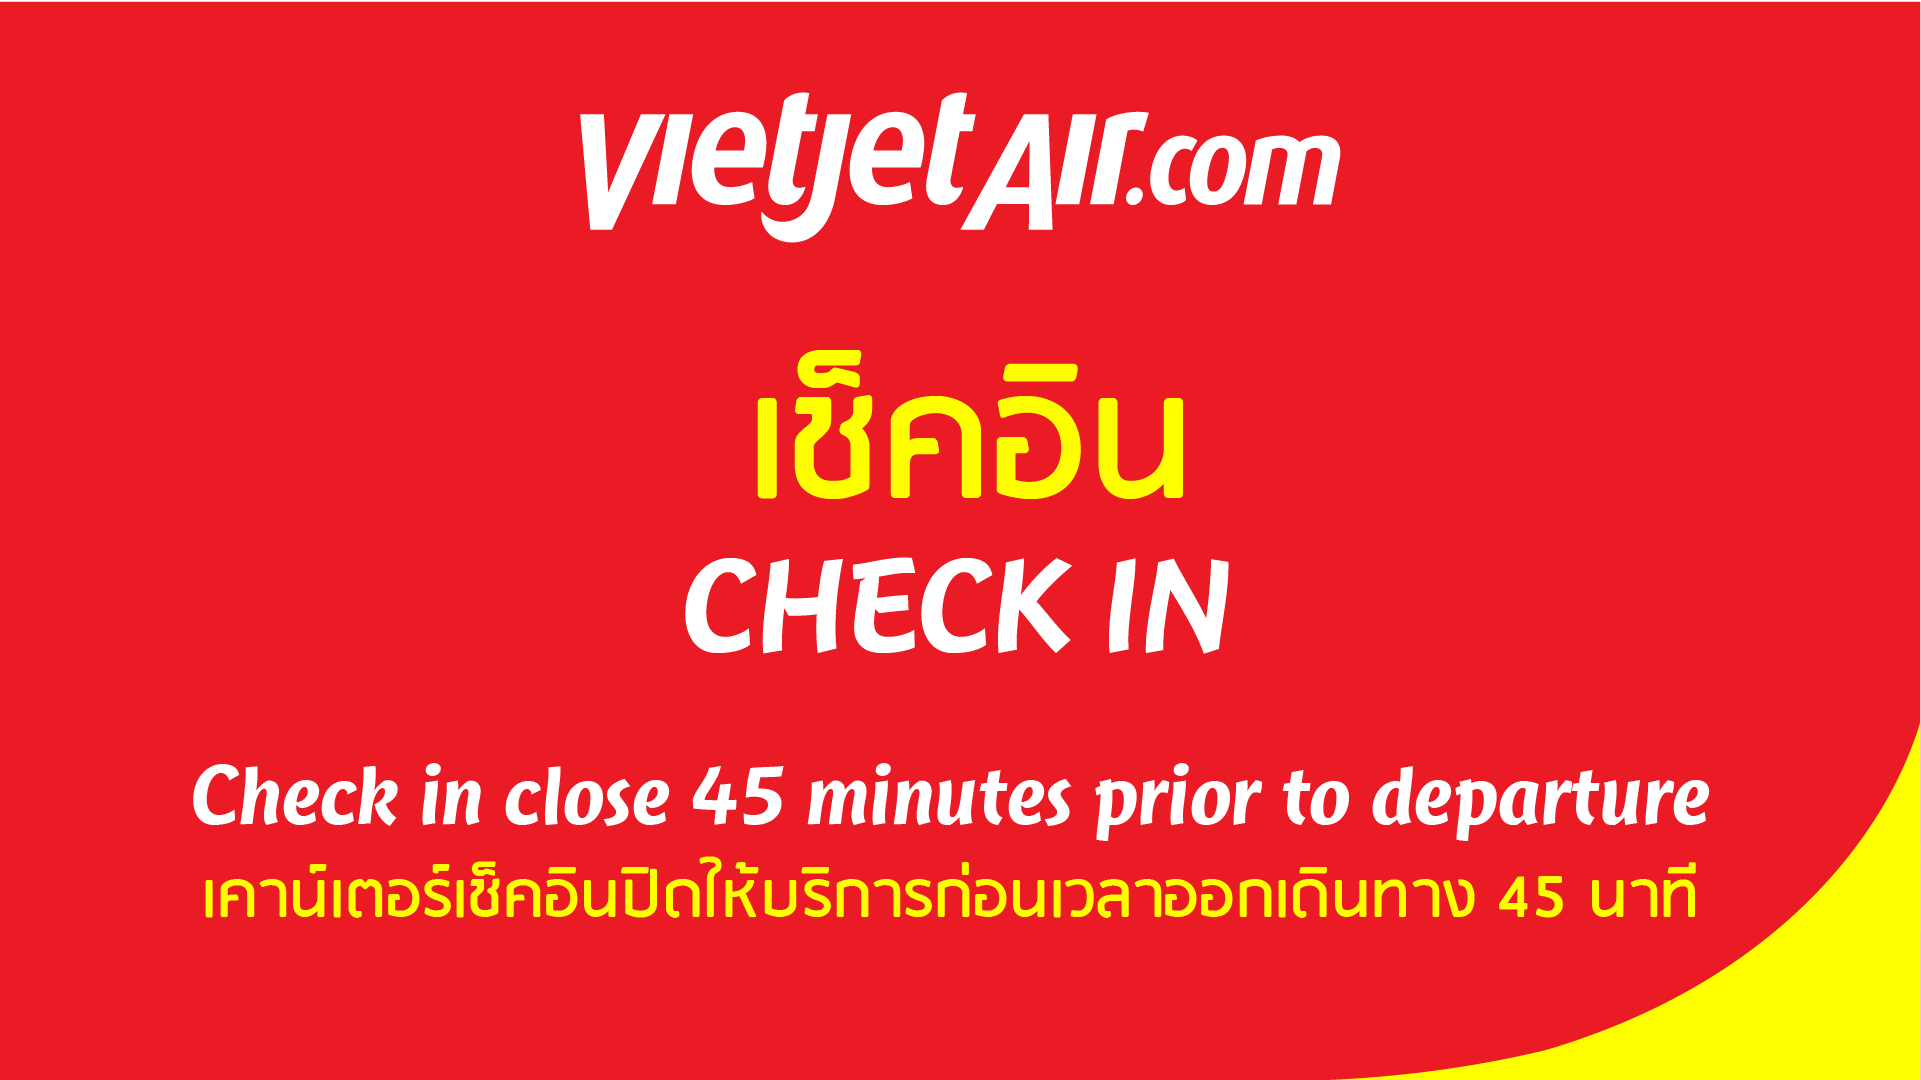 vietjetAir.com
เช็คอิน
CHECK IN
Check in close 45 minutes prior to departure
เคาน์เตอร์เช็คอินปิดให้บริการก่อนเวลาออกเดินทาง 45 นาที